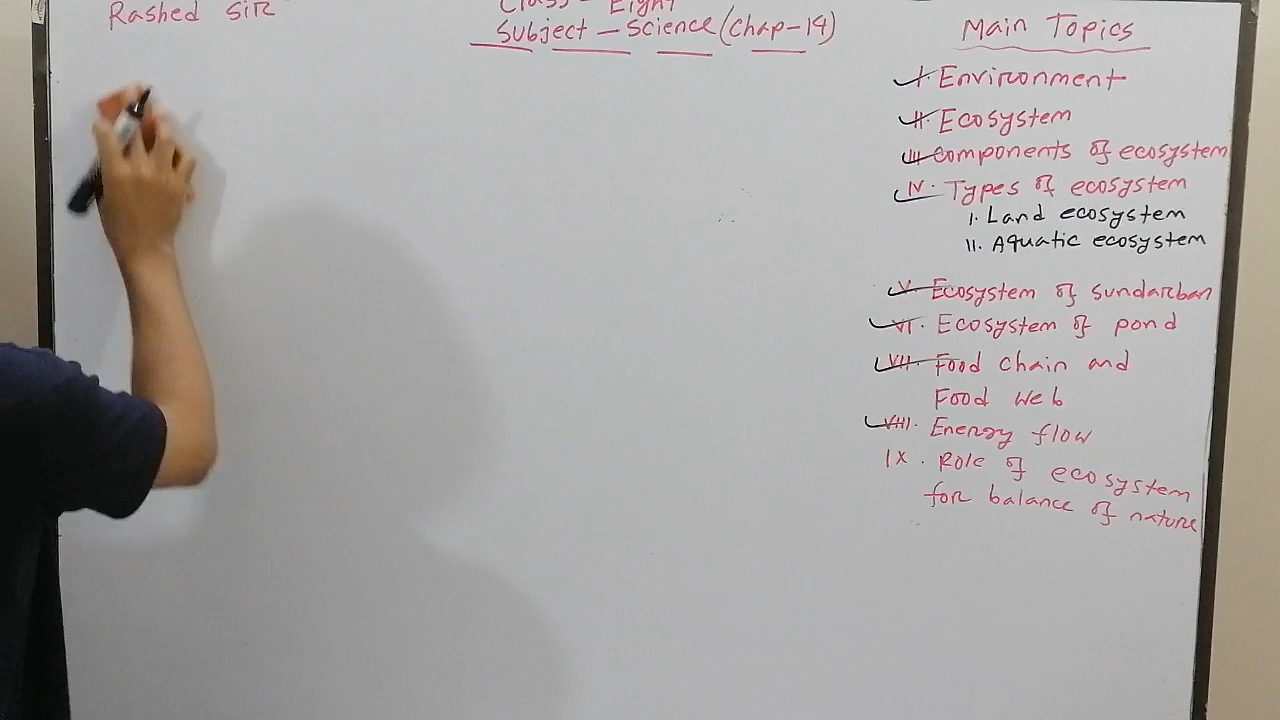 Rashed SiR
Class - Eight
Subject - Science (Chap-14)
Main Topics
I. Environment
II. Ecosystem
III. Components of ecosystem
IV. Types of ecosystem
I. Land ecosystem
II. Aquatic ecosystem
V. Ecosystem of Sundarban
VI. Ecosystem of pond
VII. Food chain and
Food web
VIII. Energy flow
IX. Role of ecosystem
for balance of nature